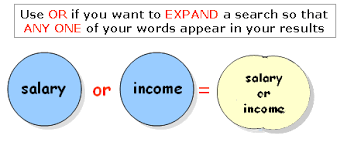 Use OR if you want to EXPAND a search so that
ANY ONE of your words appear in your results
salary or income = salary
or
income